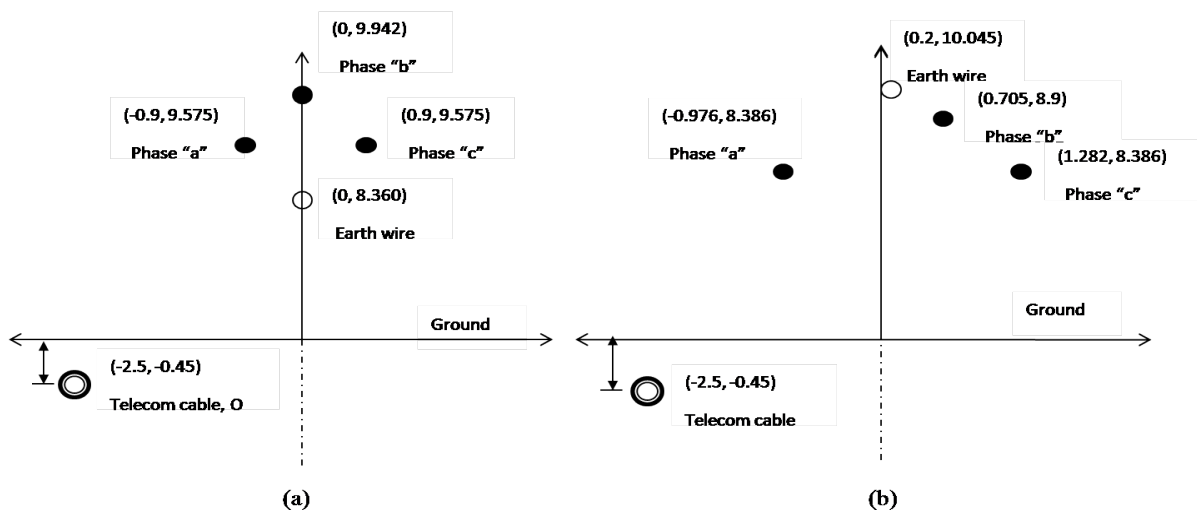 (0, 9.942)
Phase “b”
(-0.9, 9.575)
Phase “a”
(0.9, 9.575)
Phase “c”
(0, 8.360)
Earth wire
Ground
(-2.5, -0.45)
Telecom cable, O
(a)
(0.2, 10.045)
Earth wire
(0.705, 8.9)
Phase “b”
(-0.976, 8.386)
Phase “a”
(1.282, 8.386)
Phase “c”
Ground
(-2.5, -0.45)
Telecom cable
(b)